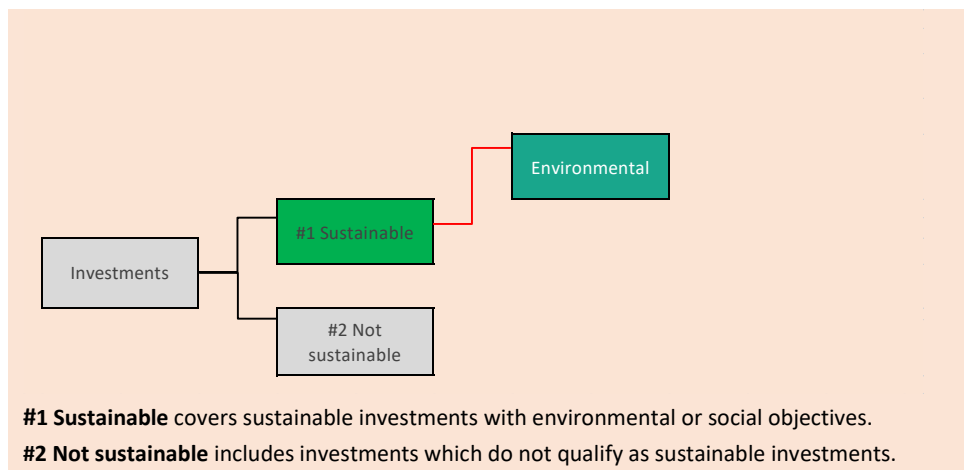 Environmental
#1 Sustainable
Investments
#2 Not
sustainable
#1 Sustainable covers sustainable investments with environmental or social objectives.
#2 Not sustainable includes investments which do not qualify as sustainable investments.